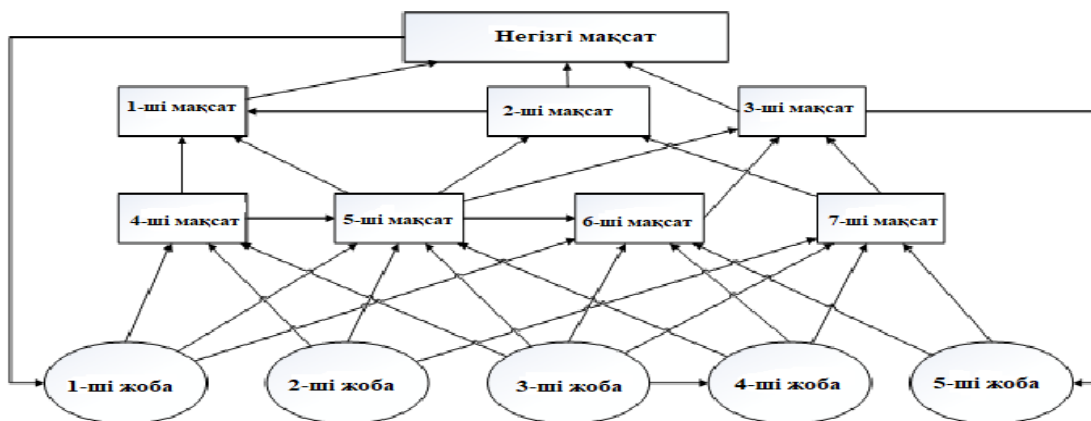 Негізгі мақсат
1-ші мақсат
2-ші мақсат
3-ші мақсат
4-ші мақсат
5-ші мақсат
6-ші мақсат
7-ші мақсат
1-ші жоба
2-ші жоба
3-ші жоба
4-ші жоба
5-ші жоба